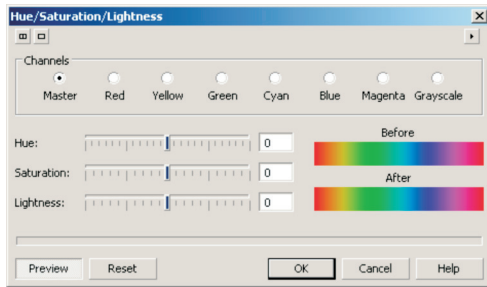 Hue/Saturation/Lightness
Channels
Master Red Yellow Green Cyan Blue Magenta Grayscale
Hue: 0
Before
Saturation: 0
After
Lightness: 0
Preview Reset OK Cancel Help